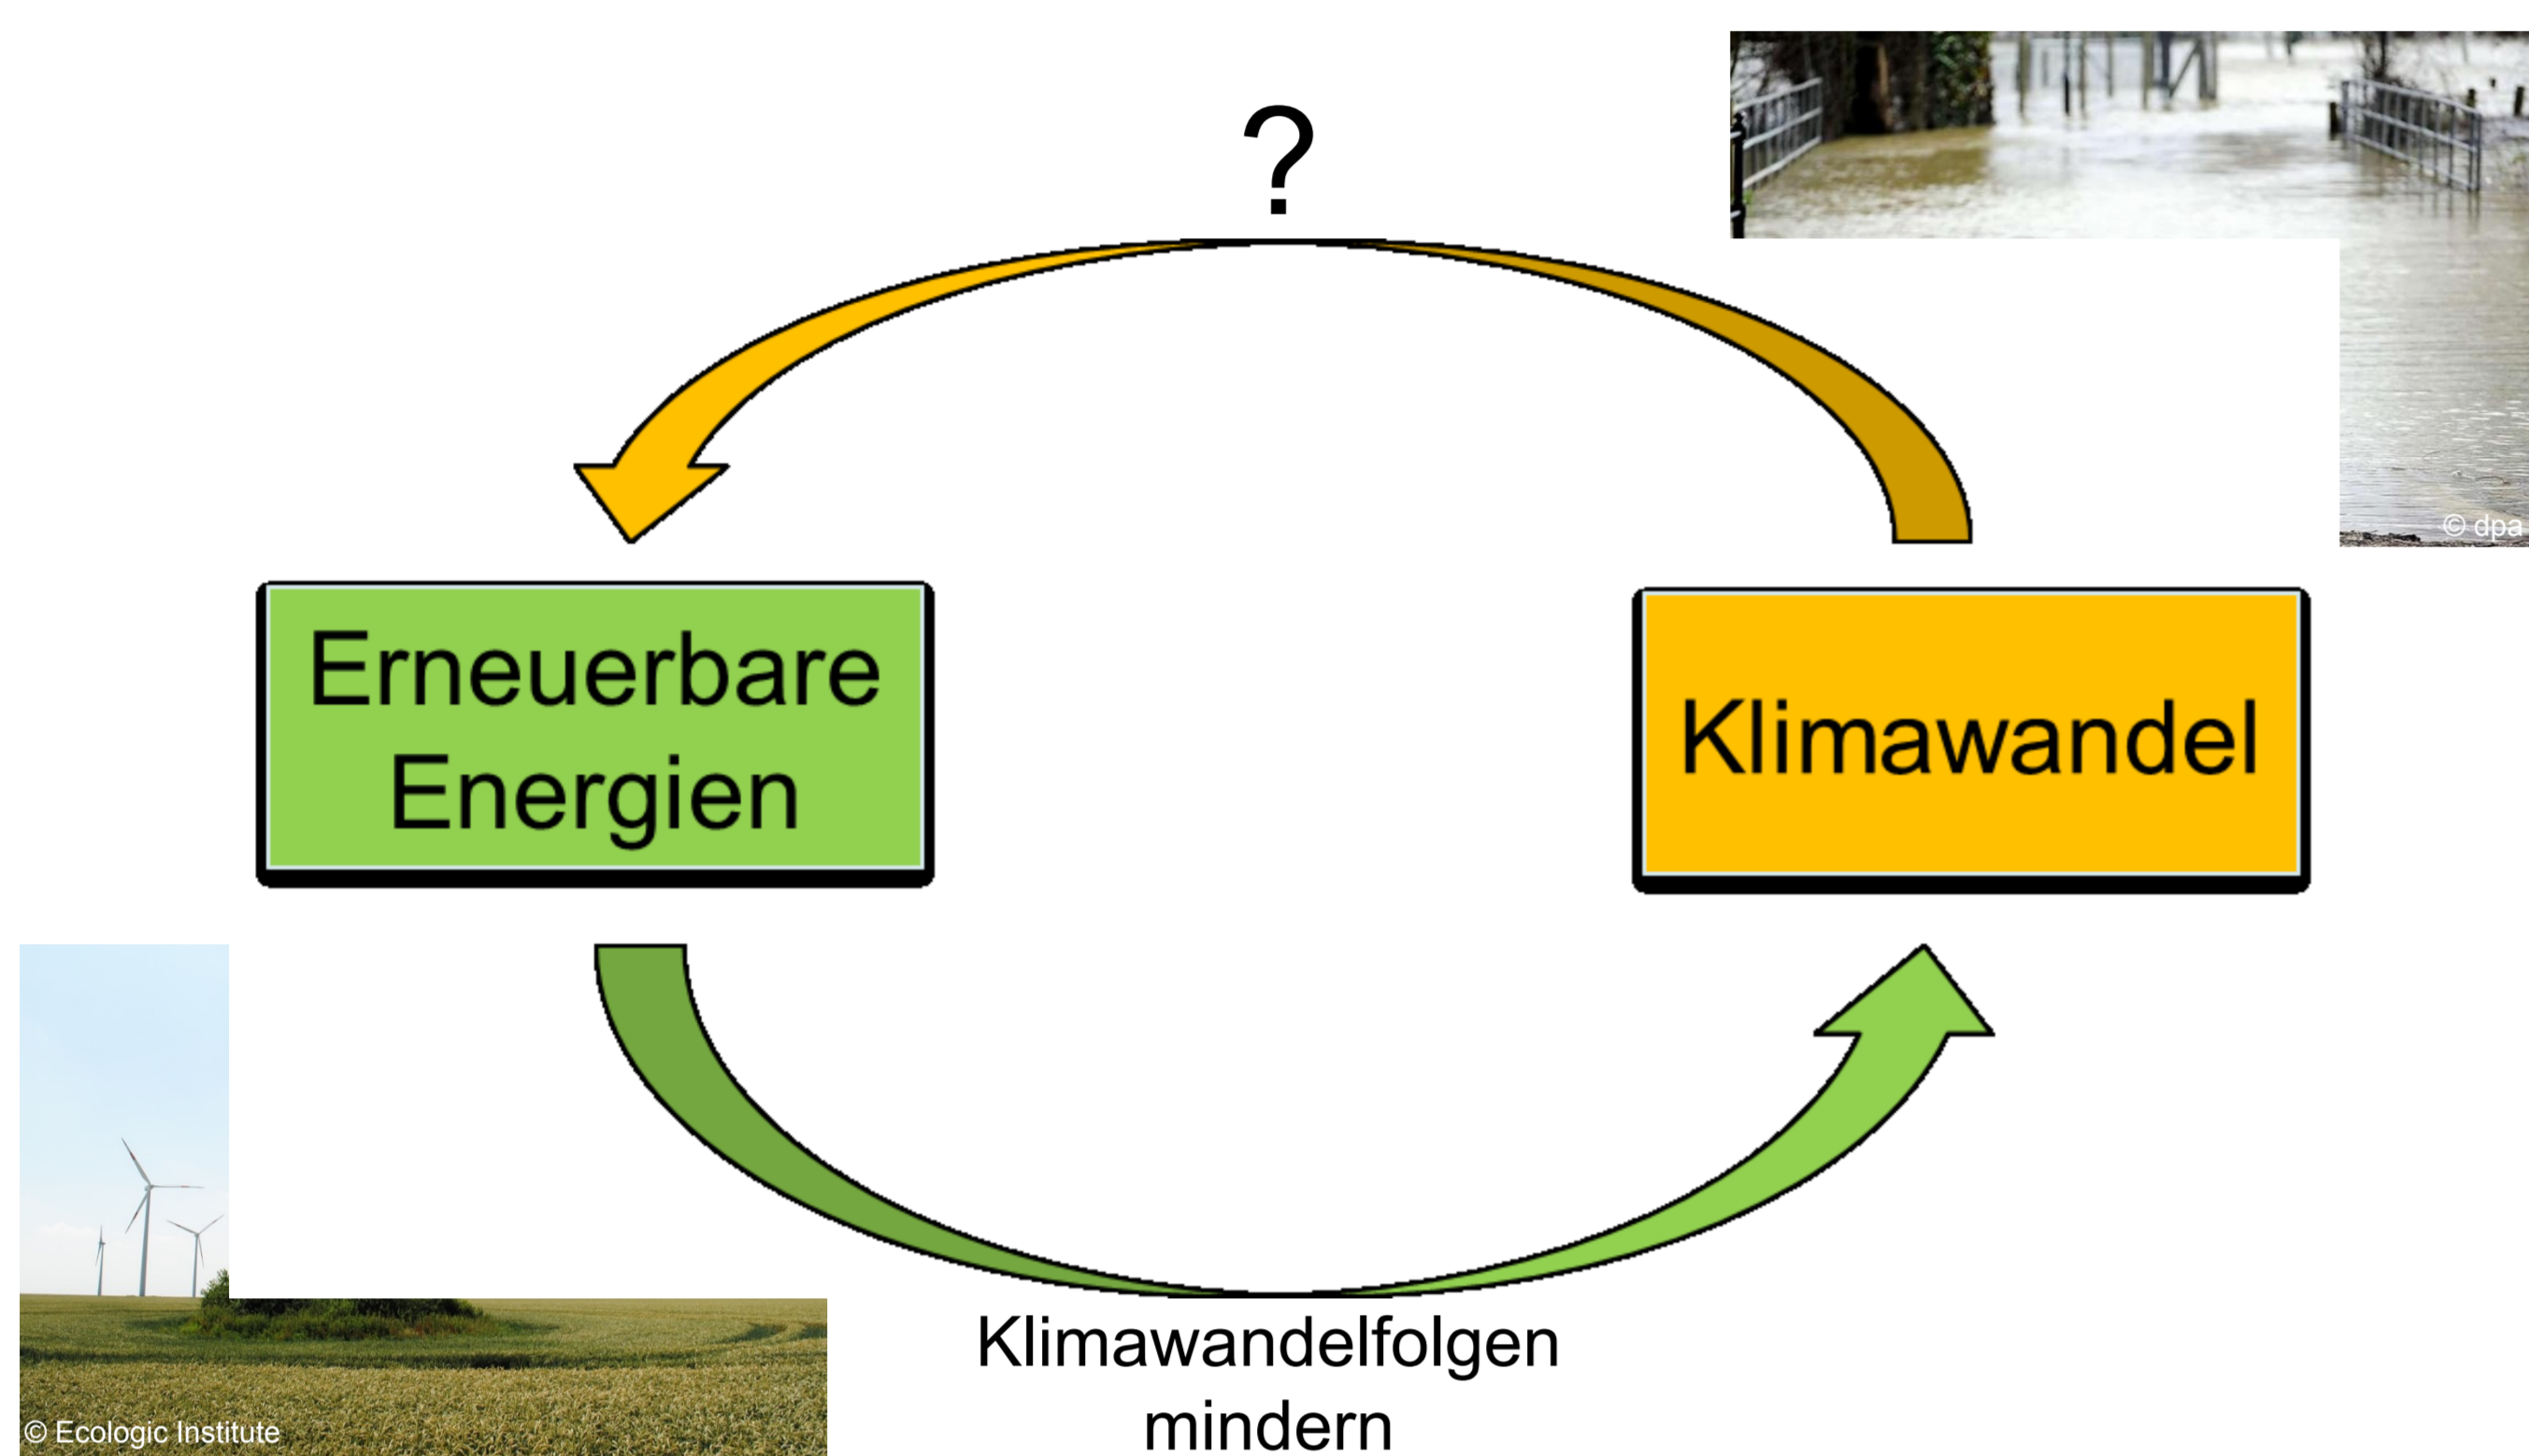 ?
© dpa
Erneuerbare
Energien
Klimawandel
Klimawandelfolgen
mindern
© Ecologic Institute